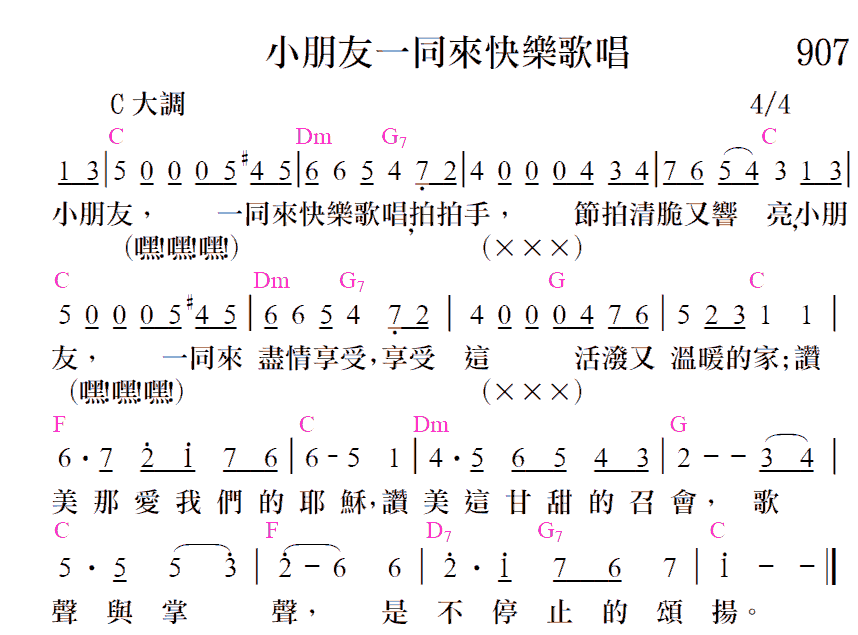 小朋友一同來快樂歌唱 907
C 大調 4/4
C Dm G7 C
1 3 | 5 0 0 0 5 #4 5 | 6 6 5 4 7 2 | 4 0 0 0 4 3 4 | 7 6 5 4 3 1 3 |
小朋友， 一同來快樂歌唱,拍拍手， 節拍清脆又響 亮,小朋
(嘿!嘿!嘿!) (×××)
C Dm G7 G C
5 0 0 0 5 #4 5 | 6 6 5 4 7 2 | 4 0 0 0 4 7 6 | 5 2 3 1 1 |
友， 一同來 盡情享受,享受 這 活潑又 溫暖的家;讚
(嘿!嘿!嘿!) (×××)
F C Dm G
6 · 7 2 1 7 6 | 6 - 5 1 | 4 · 5 6 5 4 3 | 2 - - 3 4 |
美那愛我們的耶穌,讚美這甘甜的召會， 歌
C F D7 G7 C
5 · 5 5 3 | 2 - 6 6 | 2 · 1 7 6 7 | 1 - - ||
聲與掌 聲， 是不停止的頌揚。